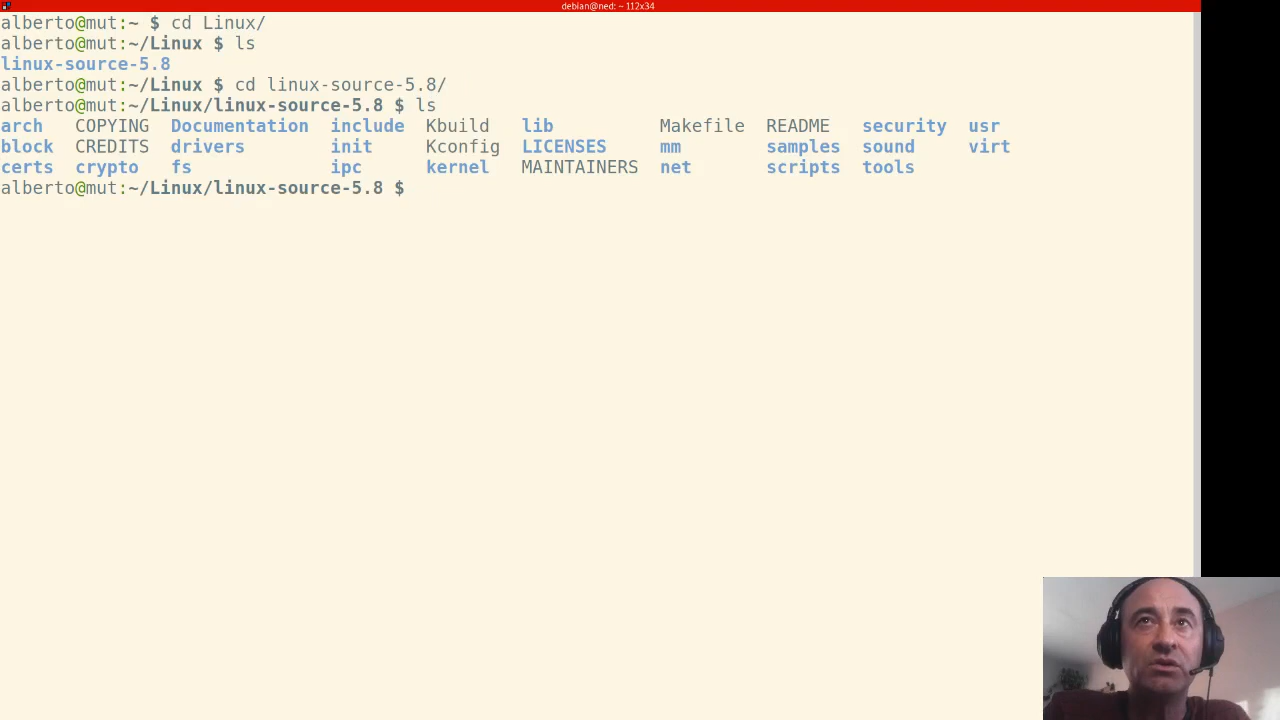 debian@ned: ~ 112x34
alberto@mut:~ $ cd Linux/
alberto@mut:~/Linux $ ls
linux-source-5.8
alberto@mut:~/Linux $ cd linux-source-5.8/
alberto@mut:~/Linux/linux-source-5.8 $ ls
arch COPYING Documentation include Kbuild lib Makefile README security usr
block CREDITS drivers init Kconfig LICENSES mm samples sound virt
certs crypto fs ipc kernel MAINTAINERS net scripts tools
alberto@mut:~/Linux/linux-source-5.8 $